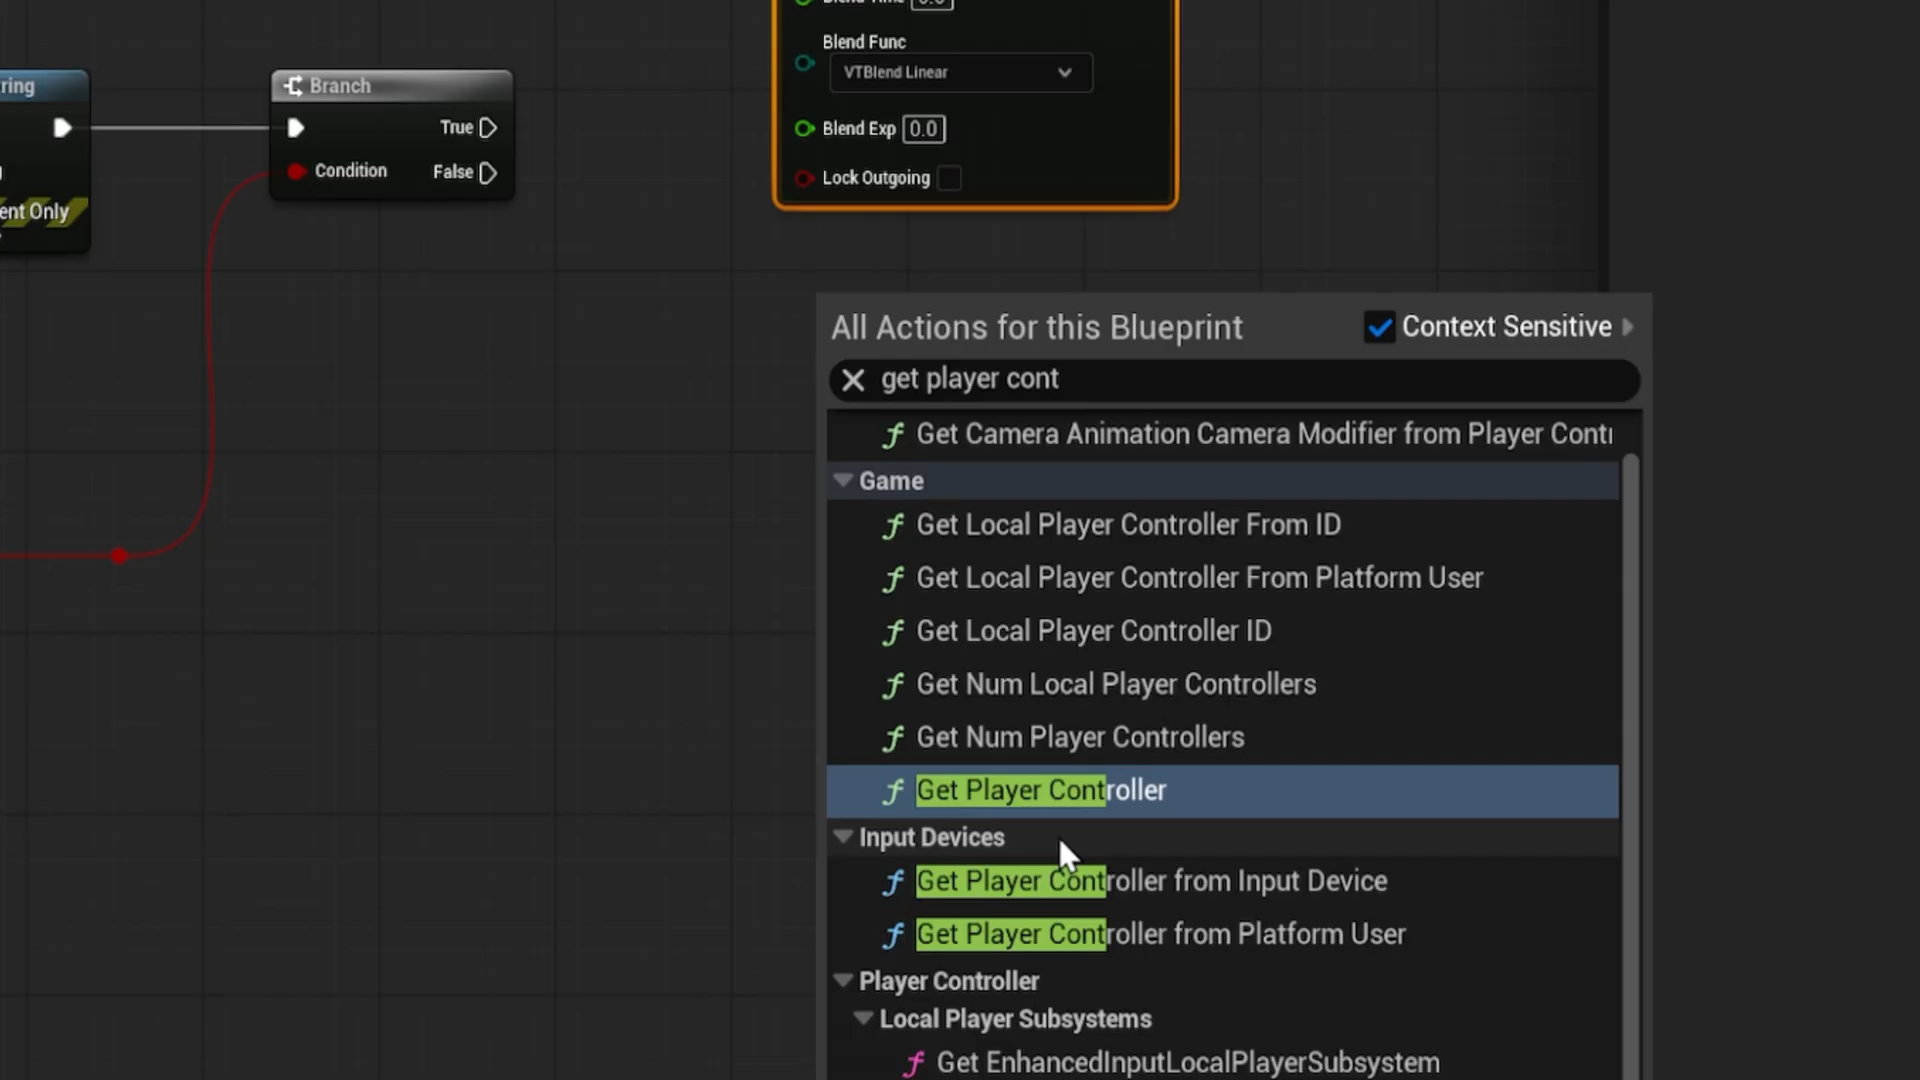 ring
ent Only
Branch
True
Condition
False
0.0
Blend Func
VTBlend Linear
Blend Exp 0.0
Lock Outgoing
All Actions for this Blueprint
Context Sensitive
get player cont
Get Camera Animation Camera Modifier from Player Contr
Game
Get Local Player Controller From ID
Get Local Player Controller From Platform User
Get Local Player Controller ID
Get Num Local Player Controllers
Get Num Player Controllers
Get Player Controller
Input Devices
Get Player Controller from Input Device
Get Player Controller from Platform User
Player Controller
Local Player Subsystems
Get EnhancedInputLocalPlayerSubsystem